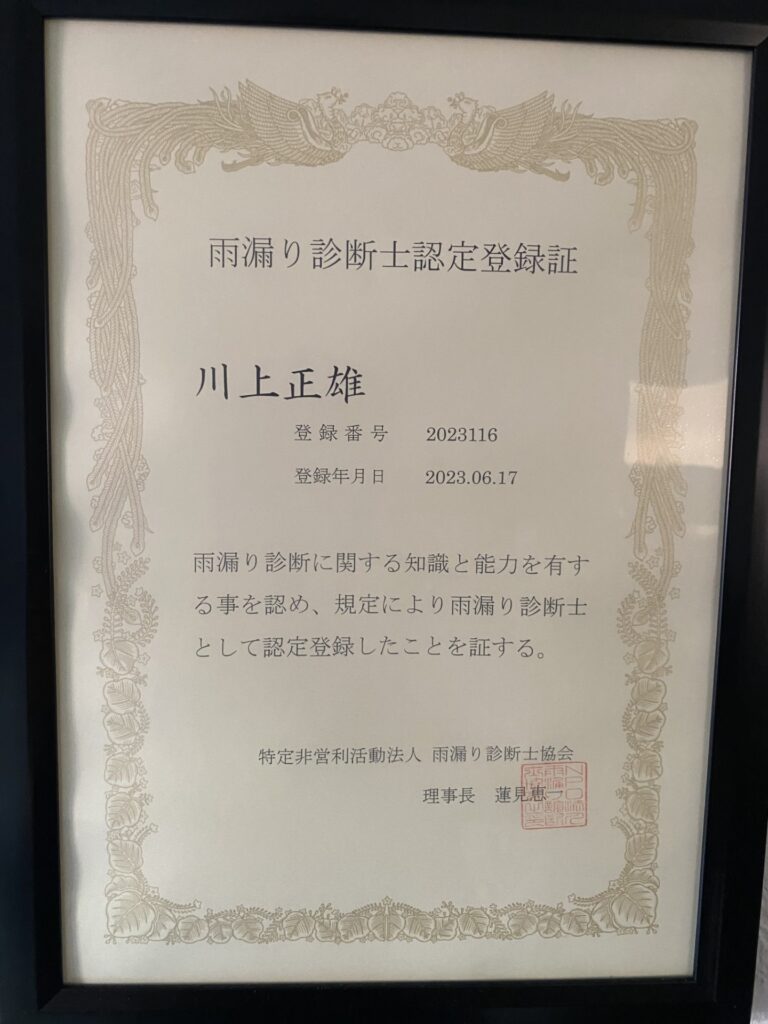 雨漏り診断士認定登録証
川上正雄
登録番号 2023116
登録年月日 2023.06.17
雨漏り診断に関する知識と能力を有す
る事を認め、規定により雨漏り診断士
として認定登録したことを証する。
特定非営利活動法人 雨漏り診断士協会
理事長 蓮見恵一